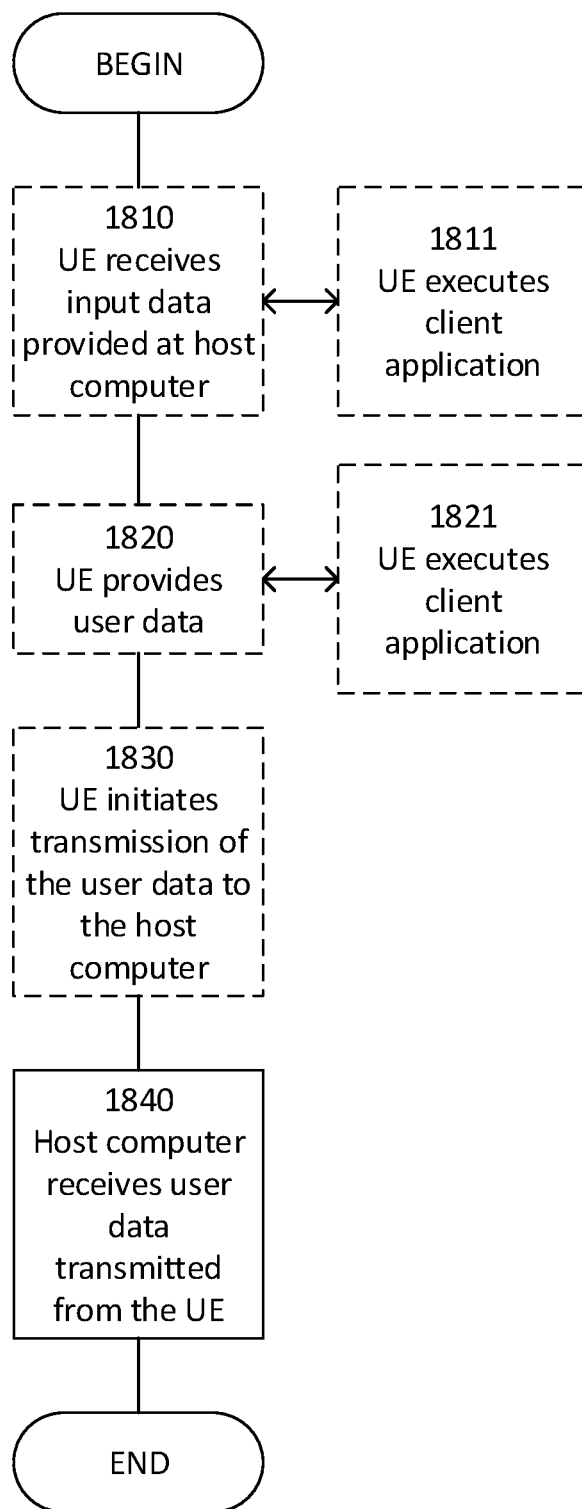 BEGIN
1810
UE receives
input data
provided at host
computer
1811
UE executes
client
application
1820
UE provides
user data
1821
UE executes
client
application
1830
UE initiates
transmission of
the user data to
the host
computer
1840
Host computer
receives user
data
transmitted
from the UE
END